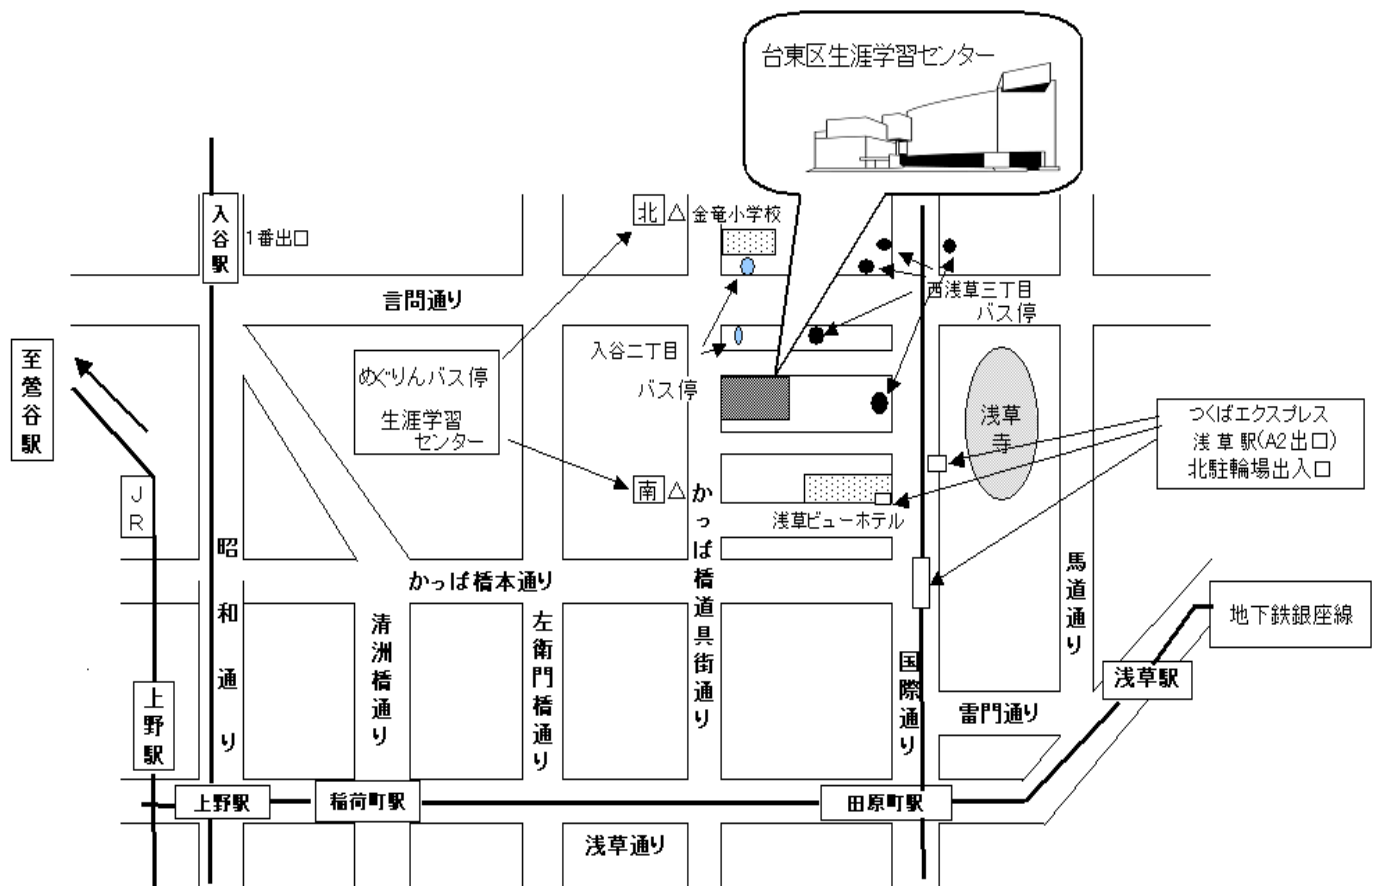 台東区生涯学習センター
入谷駅
1番出口
北△
金竜小学校
言問通り
西浅草三丁目
バス停
至鶯谷駅
めぐりんバス停
生涯学習
センター
入谷二丁目
バス停
浅草寺
つくばエクスプレス
浅草駅(A2出口)
北駐輪場出入口
JR
南△
浅草ビューホテル
かっぱ橋道具街通り
昭和通り
かっぱ橋本通り
馬道通り
清洲橋通り
左衛門橋通り
国際通り
地下鉄銀座線
浅草駅
雷門通り
上野駅
上野駅
稲荷町駅
田原町駅
浅草通り